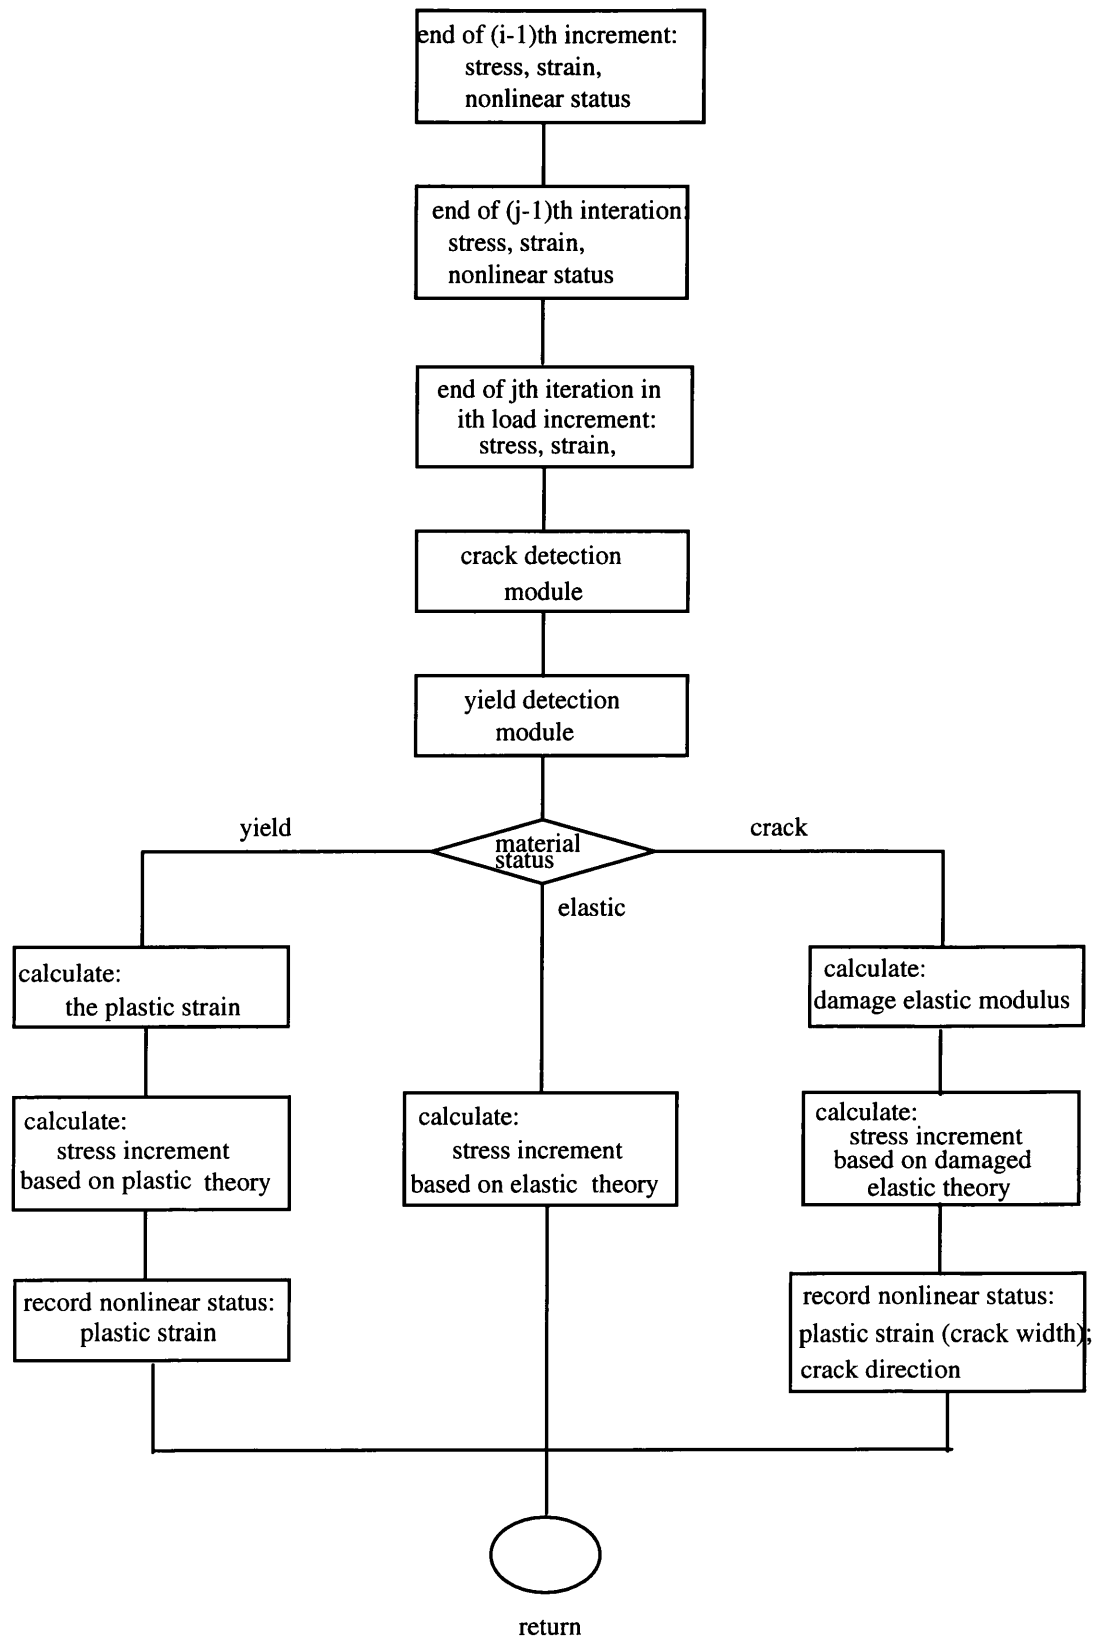 end of (i-1)th increment:
stress, strain,
nonlinear status
end of (j-1)th interation:
stress, strain,
nonlinear status
end of jth iteration in
ith load increment:
stress, strain,
crack detection
module
yield detection
module
material
status
yield
crack
elastic
calculate:
the plastic strain
calculate:
stress increment
based on plastic theory
record nonlinear status:
plastic strain
calculate:
stress increment
based on elastic theory
calculate:
damage elastic modulus
calculate:
stress increment
based on damaged
elastic theory
record nonlinear status:
plastic strain (crack width);
crack direction
return